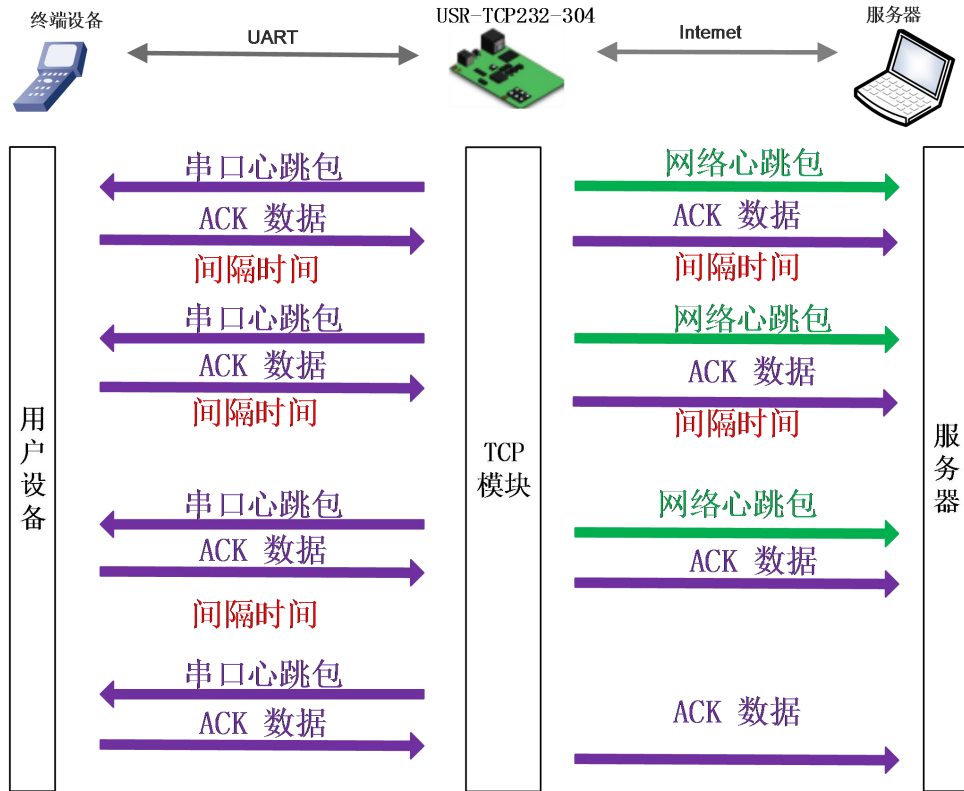 终端设备
UART
USR-TCP232-304
Internet
服务器
串口心跳包
网络心跳包
ACK 数据
ACK 数据
间隔时间
间隔时间
串口心跳包
网络心跳包
ACK 数据
ACK 数据
间隔时间
间隔时间
用户设备
TCP
模块
服务器
串口心跳包
网络心跳包
ACK 数据
ACK 数据
间隔时间
串口心跳包
ACK 数据
ACK 数据